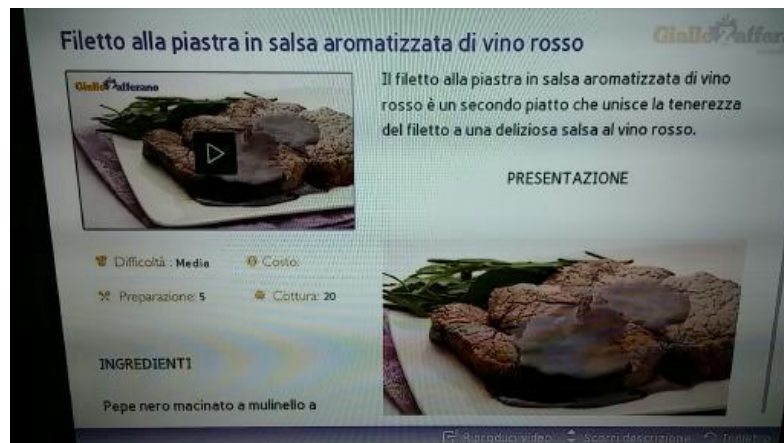 Filetto alla piastra in salsa aromatizzata di vino rosso
GialloZafferano
GialloZafferano
Il filetto alla piastra in salsa aromatizzata di vino
rosso è un secondo piatto che unisce la tenerezza
del filetto a una deliziosa salsa al vino rosso.
PRESENTAZIONE
Difficoltà : Media
Costo:
Preparazione: 5
Cottura: 20
INGREDIENTI
Pepe nero macinato a mulinello a
Riproduci video
Scorri descrizione